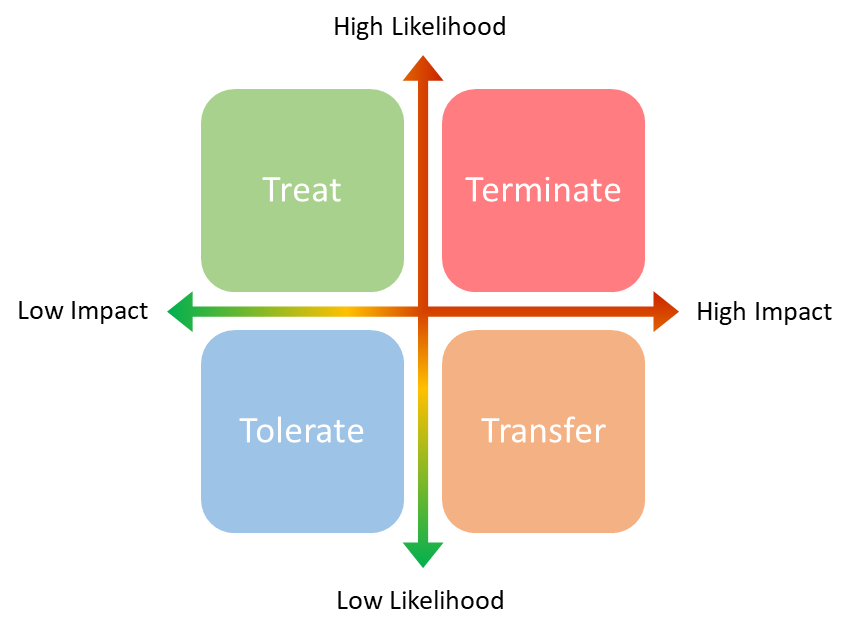 High Likelihood
Treat
Terminate
Low Impact
High Impact
Tolerate
Transfer
Low Likelihood